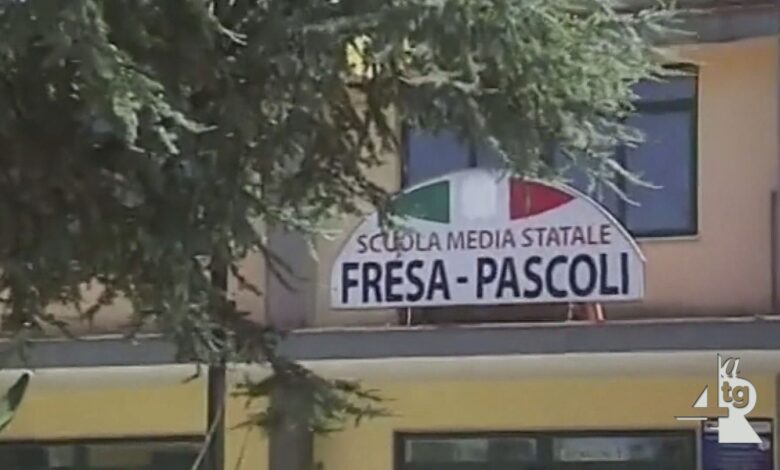 SCUOLA MEDIA STATALE
FRESA - PASCOLI
tg